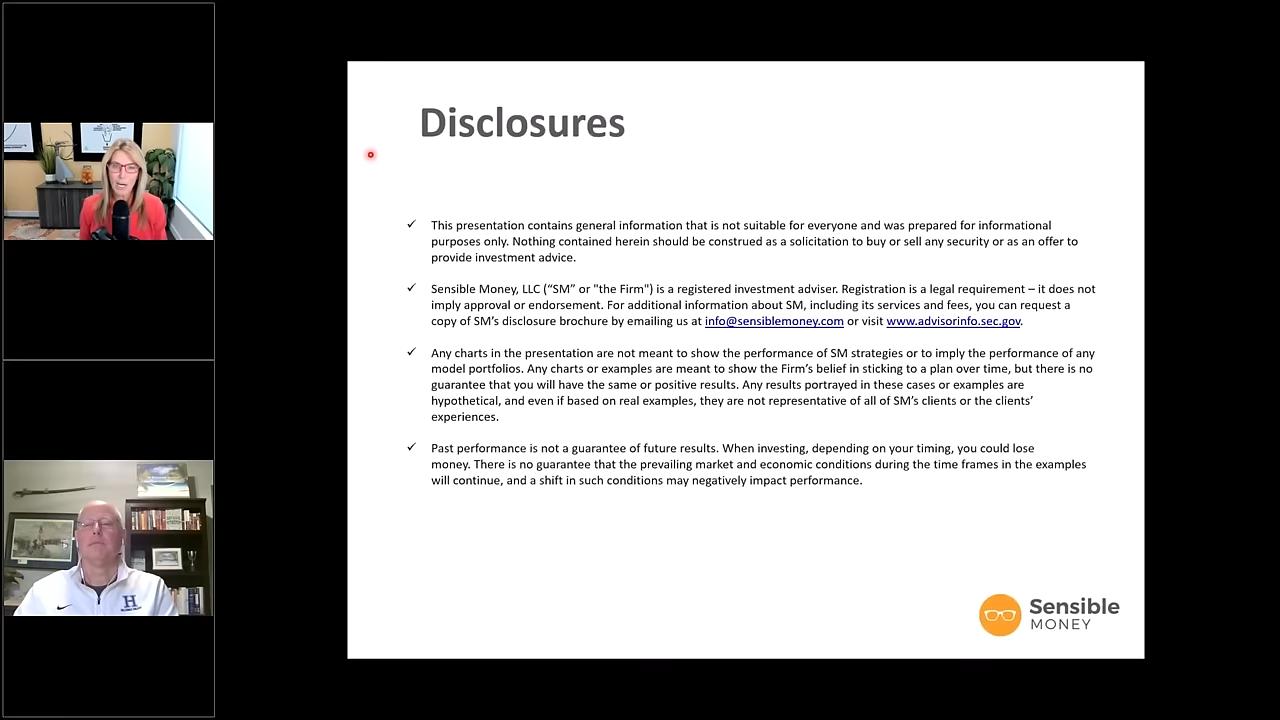 Disclosures
✓ This presentation contains general information that is not suitable for everyone and was prepared for informational
purposes only. Nothing contained herein should be construed as a solicitation to buy or sell any security or as an offer to
provide investment advice.
✓ Sensible Money, LLC (“SM” or "the Firm") is a registered investment adviser. Registration is a legal requirement – it does not
imply approval or endorsement. For additional information about SM, including its services and fees, you can request a
copy of SM’s disclosure brochure by emailing us at info@sensiblemoney.com or visit www.advisorinfo.sec.gov.
✓ Any charts in the presentation are not meant to show the performance of SM strategies or to imply the performance of any
model portfolios. Any charts or examples are meant to show the Firm’s belief in sticking to a plan over time, but there is no
guarantee that you will have the same or positive results. Any results portrayed in these cases or examples are
hypothetical, and even if based on real examples, they are not representative of all of SM’s clients or the clients’
experiences.
✓ Past performance is not a guarantee of future results. When investing, depending on your timing, you could lose
money. There is no guarantee that the prevailing market and economic conditions during the time frames in the examples
will continue, and a shift in such conditions may negatively impact performance.
Sensible
MONEY
H